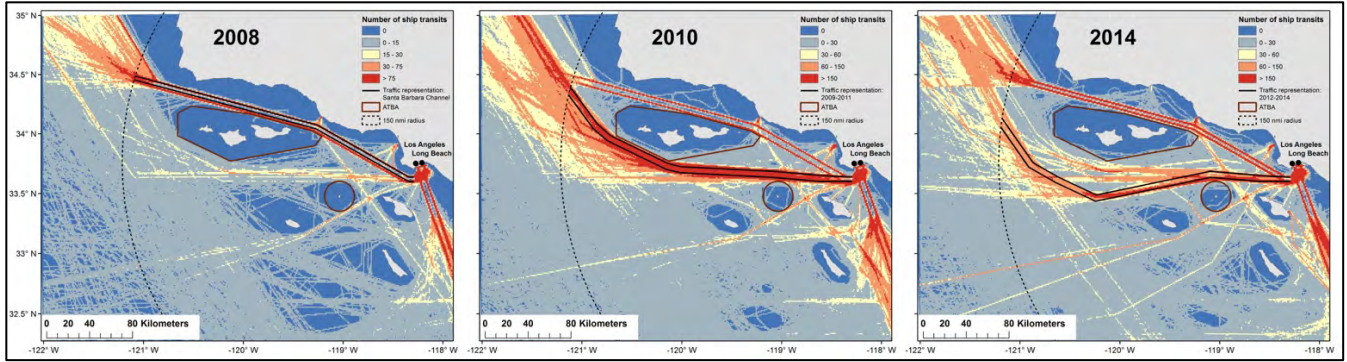 35° N
34.5° N
34° N
33.5° N
33° N
32.5° N
2008
Number of ship transits
0
0 - 15
15 - 30
30 - 75
> 75
Traffic representation:
Santa Barbara Channel
ATBA
150 nmi radius
Los Angeles
Long Beach
0 20 40 80 Kilometers
-122° W -121° W -120° W -119° W -118° W
2010
Number of ship transits
0
0 - 30
30 - 60
60 - 150
> 150
Traffic representation:
2009-2011
ATBA
150 nmi radius
Los Angeles
Long Beach
0 20 40 80 Kilometers
-122° W -121° W -120° W -119° W -118° W
2014
Number of ship transits
0
0 - 30
30 - 60
60 - 150
> 150
Traffic representation:
2012-2014
ATBA
150 nmi radius
Los Angeles
Long Beach
0 20 40 80 Kilometers
-122° W -121° W -120° W -119° W -118° W